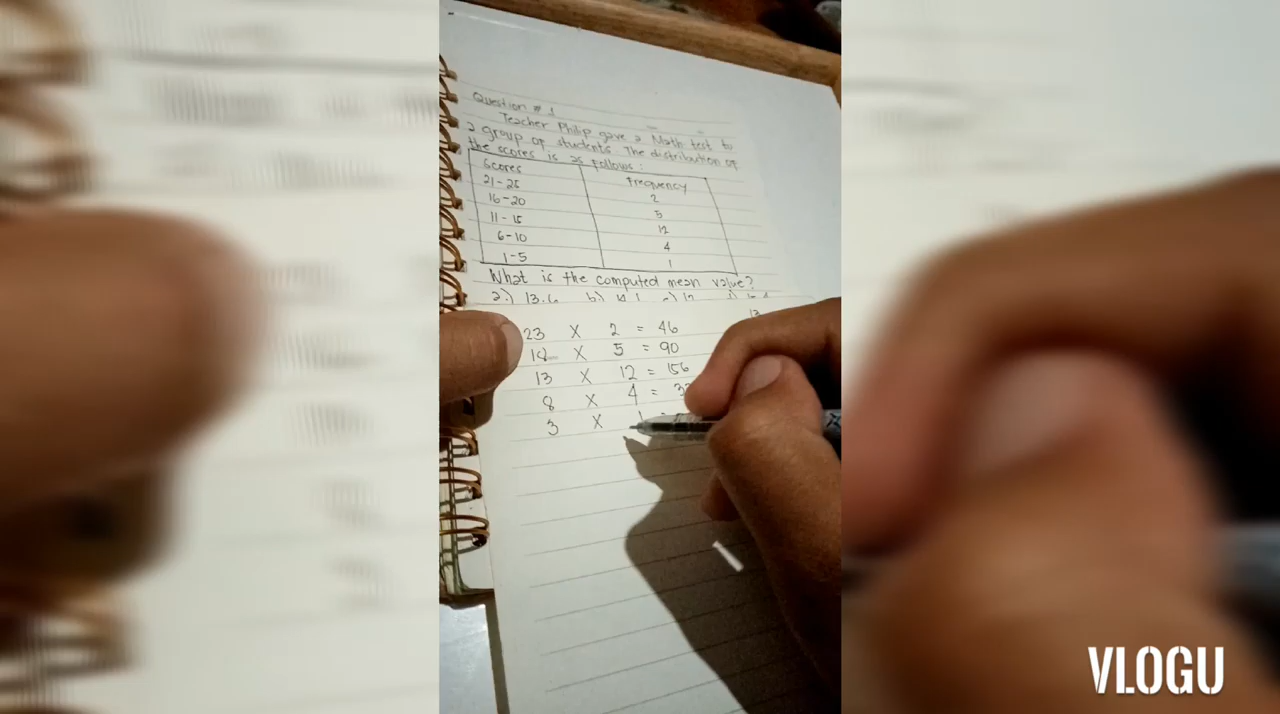 Question # 1
Teacher Philip gave a Math test to
a group of students. The distribution of
the scores is as follows:
Scores Frequency
21-25 2
16-20 5
11-15 12
6-10 4
1-5 1
What is the computed mean value?
a.) 13.6 b.)
23 X 2 = 46
18 X 5 = 90
13 X 12 = 156
8 X 4 =
3 X
VLOGU